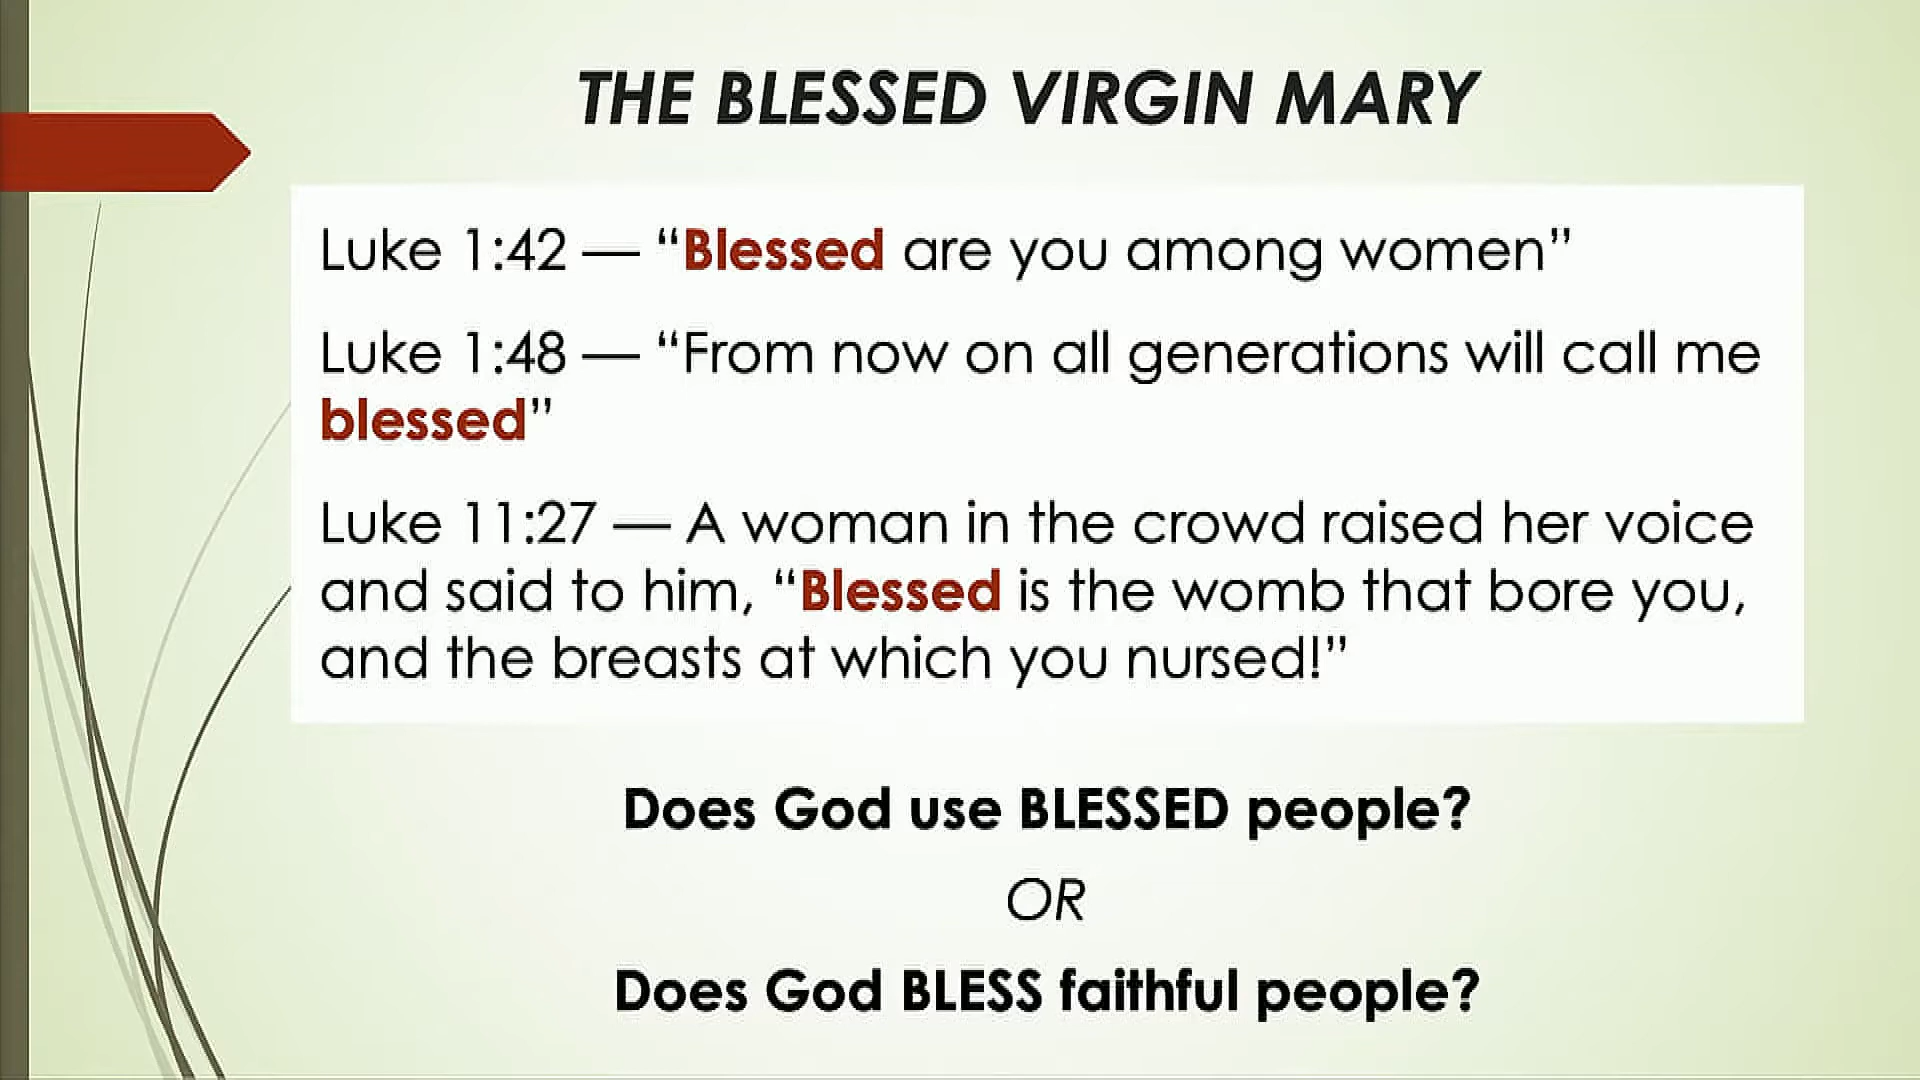 THE BLESSED VIRGIN MARY
Luke 1:42 — “Blessed are you among women”
Luke 1:48 — “From now on all generations will call me
blessed”
Luke 11:27 — A woman in the crowd raised her voice
and said to him, “Blessed is the womb that bore you,
and the breasts at which you nursed!”
Does God use BLESSED people?
OR
Does God BLESS faithful people?